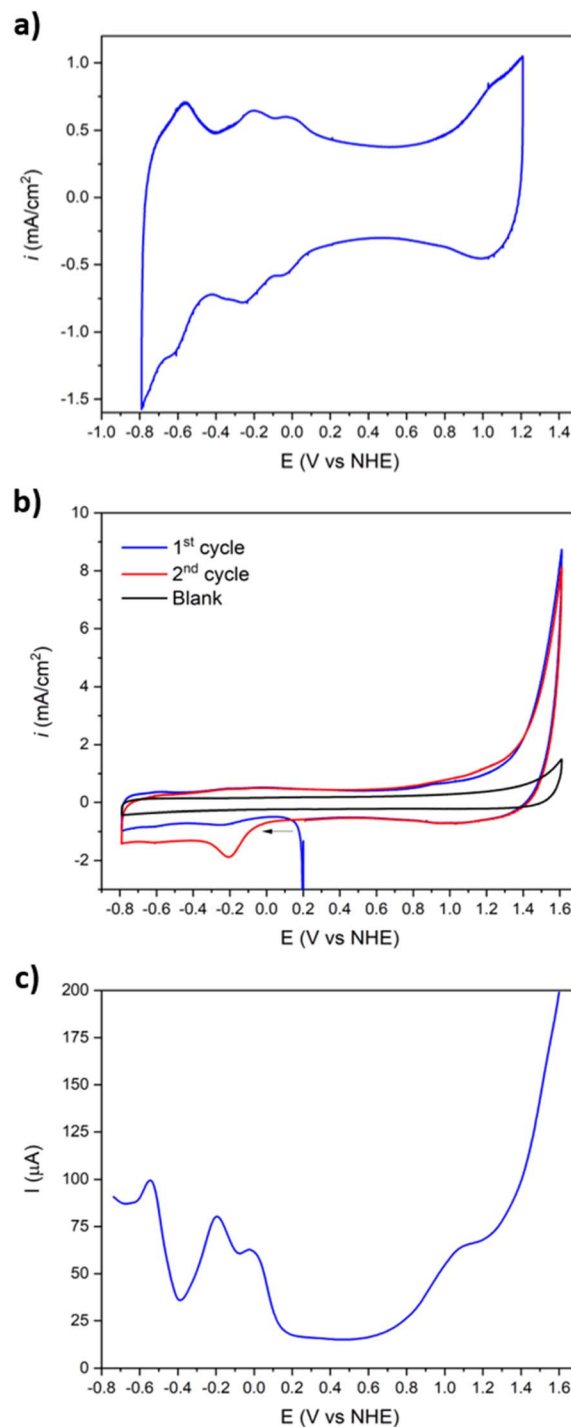 a)
1.0
0.5
0.0
-0.5
-1.0
-1.5
i (mA/cm²)
-1.0 -0.8 -0.6 -0.4 -0.2 0.0 0.2 0.4 0.6 0.8 1.0 1.2 1.4
E (V vs NHE)
b)
10
8
6
4
2
0
-2
i (mA/cm²)
1st cycle
2nd cycle
Blank
-0.8 -0.6 -0.4 -0.2 0.0 0.2 0.4 0.6 0.8 1.0 1.2 1.4 1.6
E (V vs NHE)
c)
200
175
150
125
100
75
50
25
0
I (μA)
-0.8 -0.6 -0.4 -0.2 0.0 0.2 0.4 0.6 0.8 1.0 1.2 1.4 1.6
E (V vs NHE)